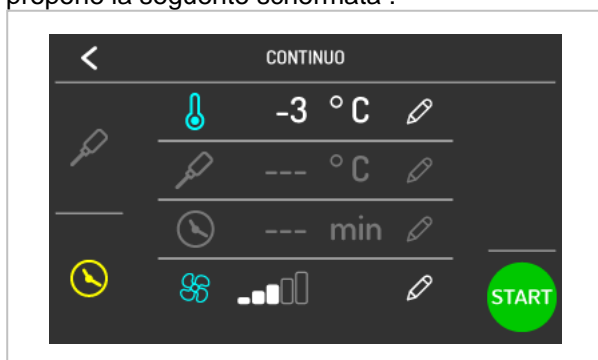 propone la seguente schermata :
CONTINUO
-3 °C
--- °C
--- min
START